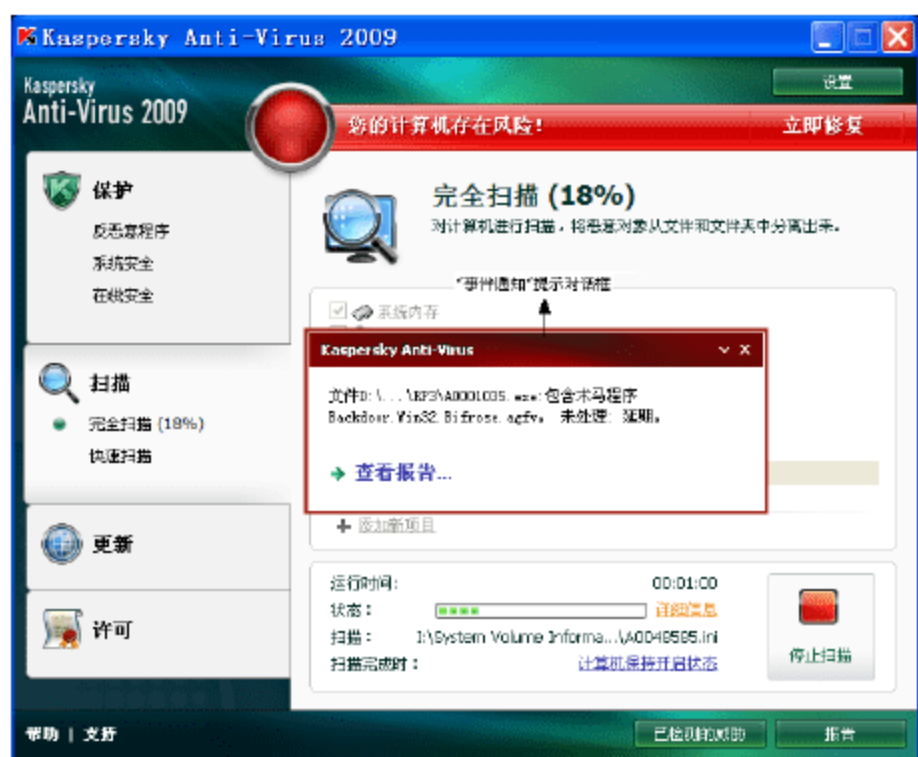 Kaspersky Anti-Virus 2009
Kaspersky
Anti-Virus 2009
设置
您的计算机存在风险!
立即修复
保护
反恶意程序
系统安全
在线安全
扫描
完全扫描 (18%)
快速扫描
更新
许可
完全扫描 (18%)
对计算机进行扫描，将恶意对象从文件和文件夹中分离出来。
"事件通知"提示对话框
系统内存
Kaspersky Anti-Virus
文件D:\...\RP3\A0001035.exe:包含木马程序
Backdoor.Win32.Bifrose.agfv。 未处理: 延期。
查看报告...
添加新项目
运行时间: 00:01:00
状态： 详细信息
扫描： I:\System Volume Informa...\A0048585.ini
扫描完成时： 计算机保持开启状态
停止扫描
帮助 | 支持
已检测的威胁
报告